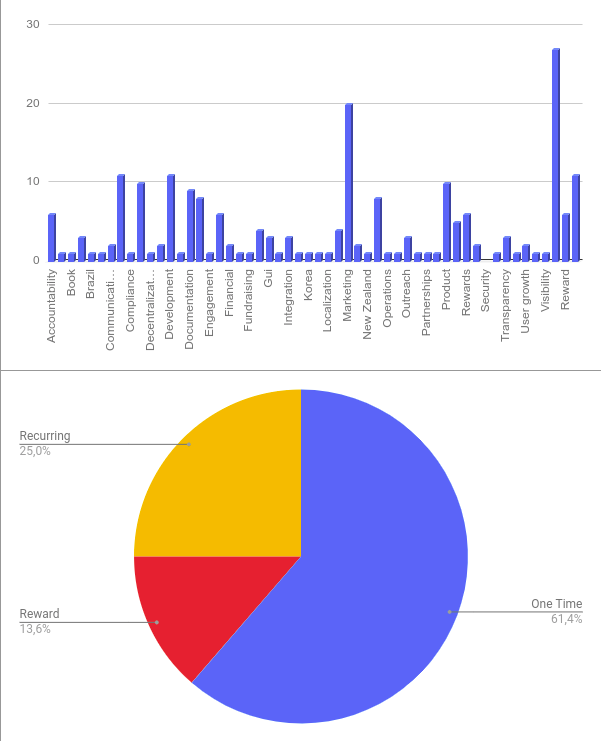 30
20
10
0
Accountability
Book
Brazil
Communicati…
Compliance
Decentralizat…
Development
Documentation
Engagement
Financial
Fundraising
Gui
Integration
Korea
Localization
Marketing
New Zealand
Operations
Outreach
Partnerships
Product
Rewards
Security
Transparency
User growth
Visibility
Reward
Recurring
25,0%
One Time
61,4%
Reward
13,6%